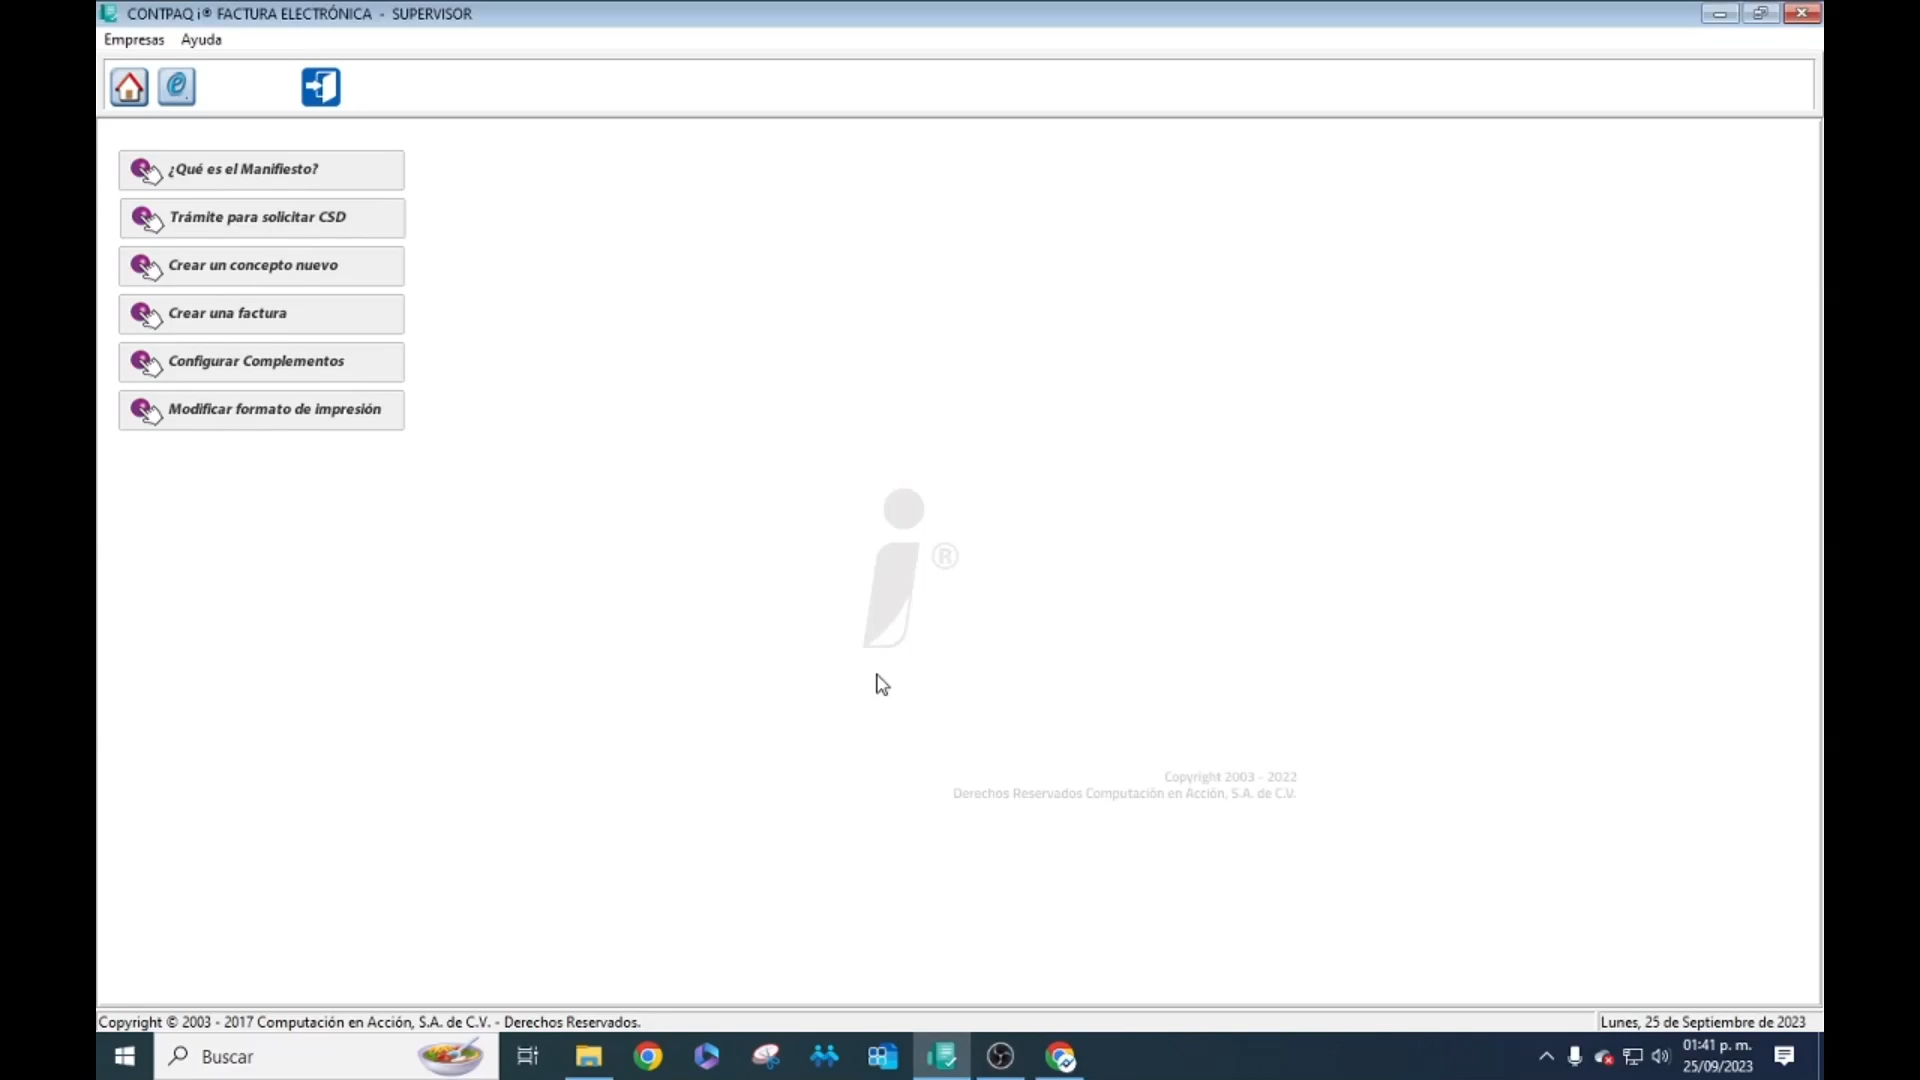 CONTPAQ i® FACTURA ELECTRÓNICA - SUPERVISOR
Empresas Ayuda
¿Qué es el Manifiesto?
Trámite para solicitar CSD
Crear un concepto nuevo
Crear una factura
Configurar Complementos
Modificar formato de impresión
i®
Copyright 2003 - 2022
Derechos Reservados Computación en Acción, S.A. de C.V.
Copyright © 2003 - 2017 Computación en Acción, S.A. de C.V. - Derechos Reservados.
Lunes, 25 de Septiembre de 2023
Buscar
01:41 p. m.
25/09/2023